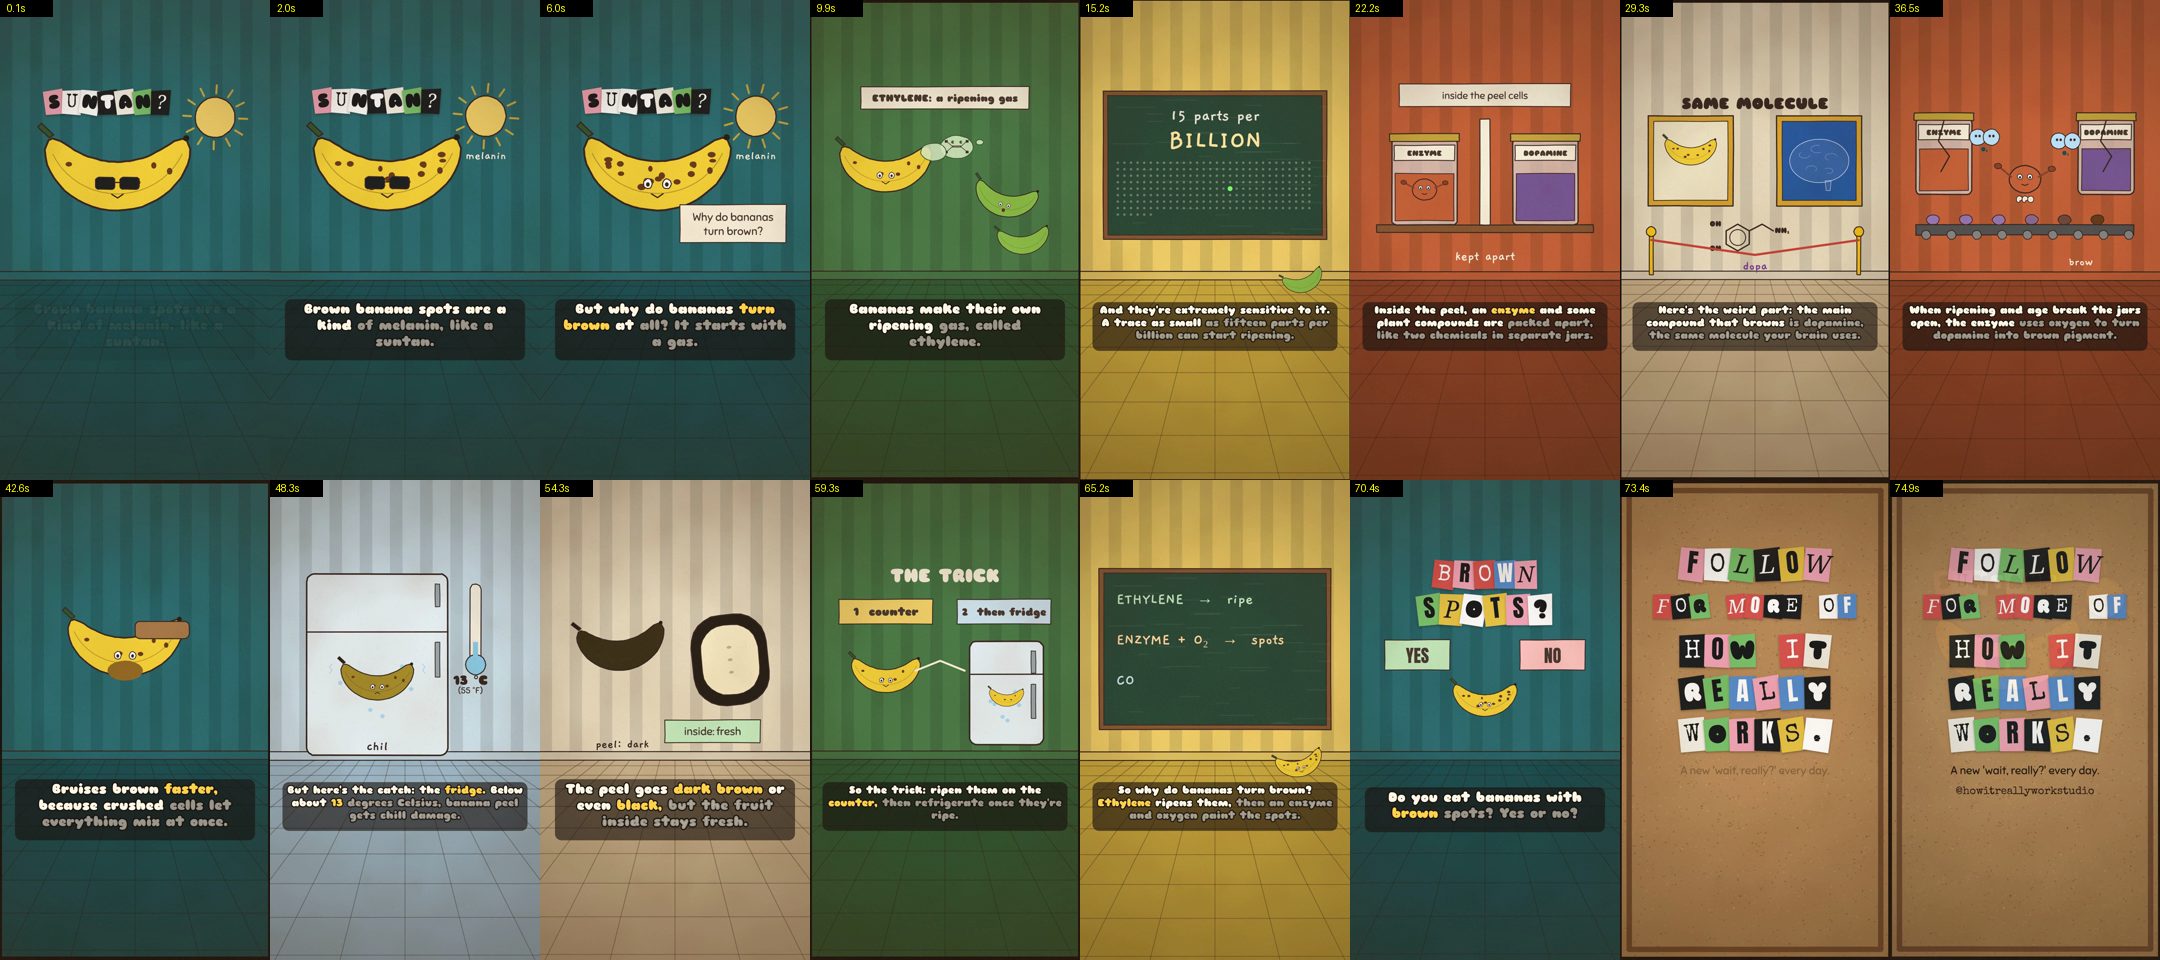 0.1s
SUNTAN?
Brown banana spots are a
kind of melanin, like a
suntan.
2.0s
SUNTAN?
melanin
Brown banana spots are a
kind of melanin, like a
suntan.
6.0s
SUNTAN?
melanin
Why do bananas
turn brown?
But why do bananas turn
brown at all? It starts with
a gas.
9.9s
ETHYLENE: a ripening gas
Bananas make their own
ripening gas, called
ethylene.
15.2s
15 parts per
BILLION
And they're extremely sensitive to it.
A trace as small as fifteen parts per
billion can start ripening.
22.2s
inside the peel cells
ENZYME
DOPAMINE
kept apart
Inside the peel, an enzyme and some
plant compounds are packed apart,
like two chemicals in separate jars.
29.3s
SAME MOLECULE
OH
NH₂
OH
dopa
Here's the weird part: the main
compound that browns is dopamine,
the same molecule your brain uses.
36.5s
ENZYME
DOPAMINE
PPO
brow
When ripening and age break the jars
open, the enzyme uses oxygen to turn
dopamine into brown pigment.
42.6s
Bruises brown faster,
because crushed cells let
everything mix at once.
48.3s
13 °C
(55 °F)
chil
But here's the catch: the fridge. Below
about 13 degrees Celsius, banana peel
gets chill damage.
54.3s
inside: fresh
peel: dark
The peel goes dark brown or
even black, but the fruit
inside stays fresh.
59.3s
THE TRICK
1 counter
2 then fridge
So the trick: ripen them on the
counter, then refrigerate once they're
ripe.
65.2s
ETHYLENE → ripe
ENZYME + O₂ → spots
CO
So why do bananas turn brown?
Ethylene ripens them, then an enzyme
and oxygen paint the spots.
70.4s
BROWN
SPOTS?
YES
NO
Do you eat bananas with
brown spots? Yes or no?
73.4s
FOLLOW
FOR MORE OF
HOW IT
REALLY
WORKS.
A new 'wait, really?' every day.
74.9s
FOLLOW
FOR MORE OF
HOW IT
REALLY
WORKS.
A new 'wait, really?' every day.
@howitreallyworkstudio